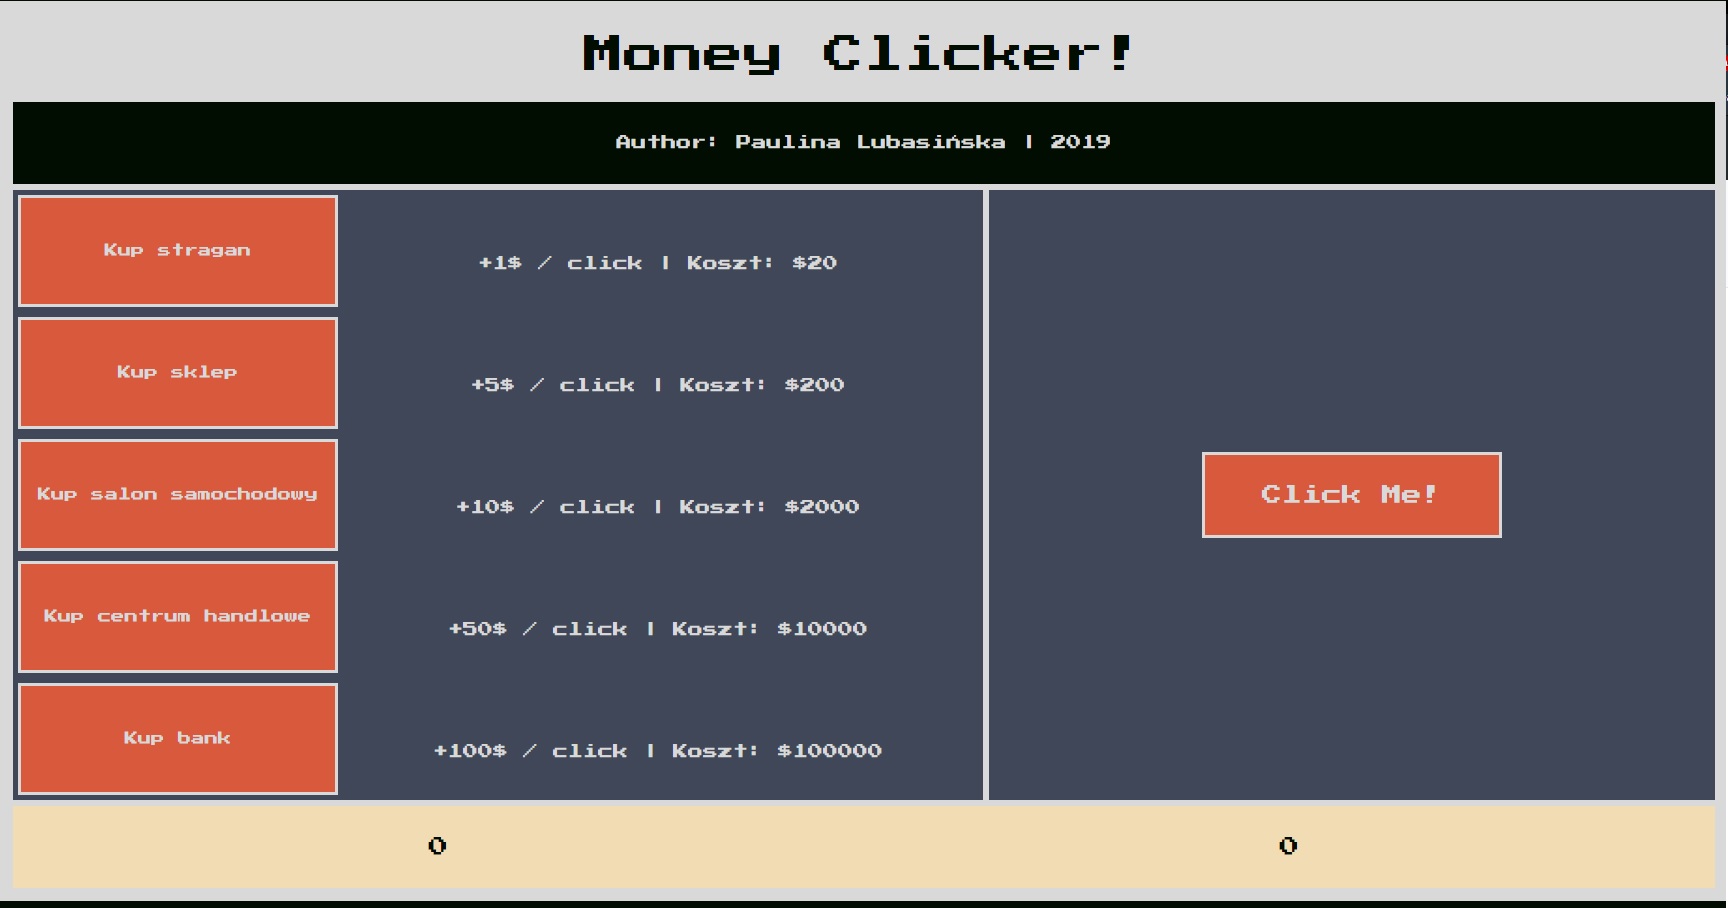 Money Clicker!
Author: Paulina Lubasińska | 2019
Kup stragan
+1$ / click | Koszt: $20
Kup sklep
+5$ / click | Koszt: $200
Kup salon samochodowy
+10$ / click | Koszt: $2000
Kup centrum handlowe
+50$ / click | Koszt: $10000
Kup bank
+100$ / click | Koszt: $100000
Click Me!
0 0